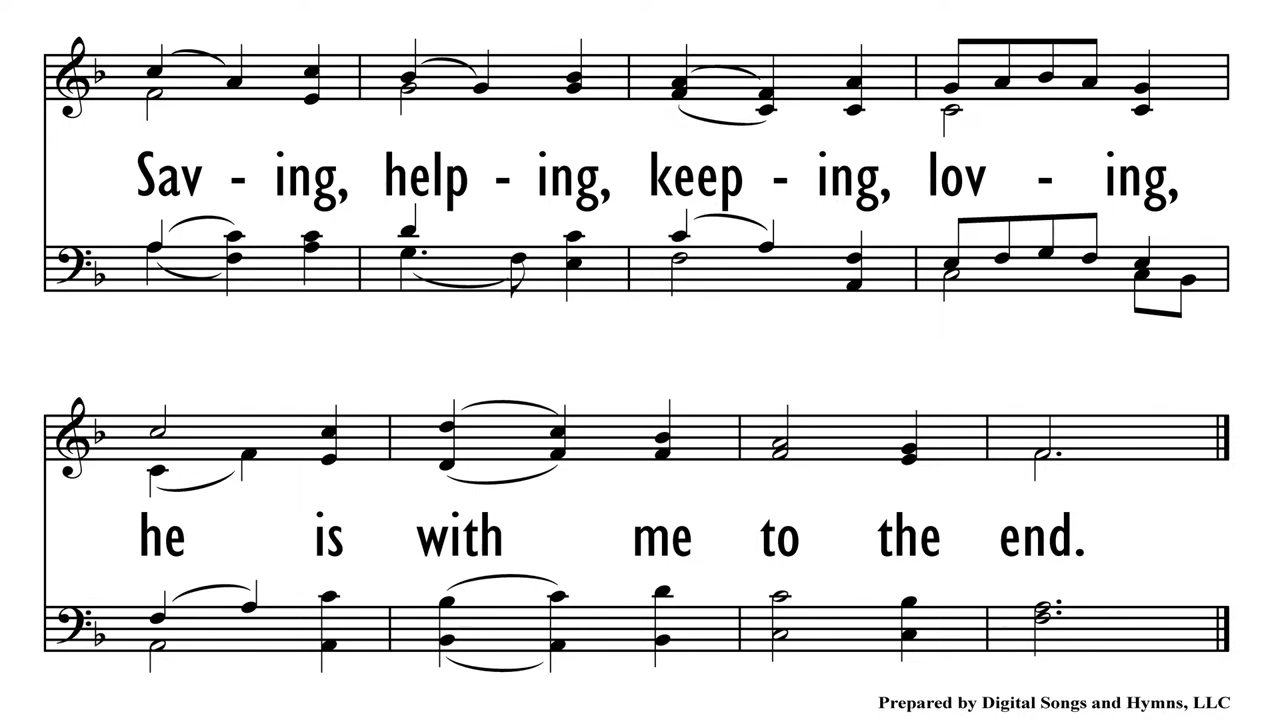 Sav - ing, help - ing, keep - ing, lov - ing,
he is with me to the end.
Prepared by Digital Songs and Hymns, LLC